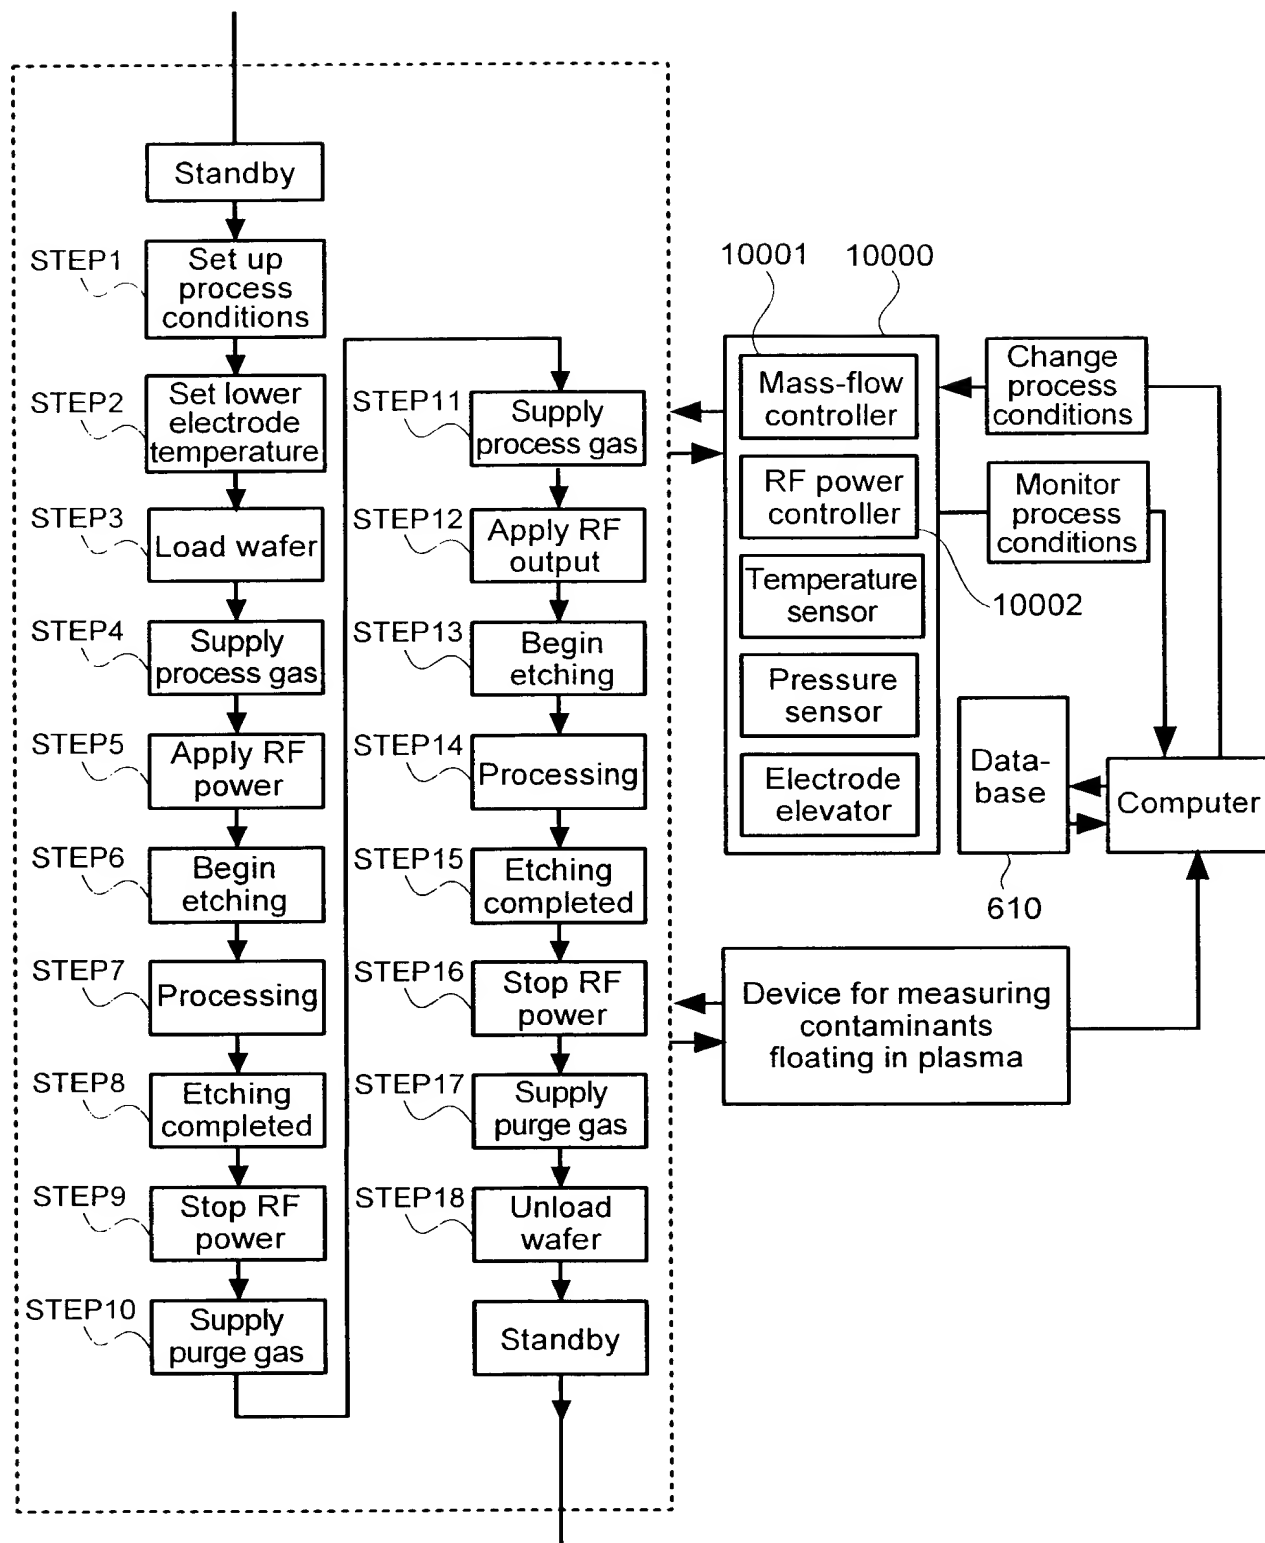 Standby
STEP1
Set up
process
conditions
STEP2
Set lower
electrode
temperature
STEP3
Load wafer
STEP4
Supply
process gas
STEP5
Apply RF
power
STEP6
Begin
etching
STEP7
Processing
STEP8
Etching
completed
STEP9
Stop RF
power
STEP10
Supply
purge gas
STEP11
Supply
process gas
STEP12
Apply RF
output
STEP13
Begin
etching
STEP14
Processing
STEP15
Etching
completed
STEP16
Stop RF
power
STEP17
Supply
purge gas
STEP18
Unload
wafer
Standby
10001
10000
Mass-flow
controller
RF power
controller
10002
Temperature
sensor
Pressure
sensor
Electrode
elevator
Change
process
conditions
Monitor
process
conditions
Data-
base
610
Computer
Device for measuring
contaminants
floating in plasma